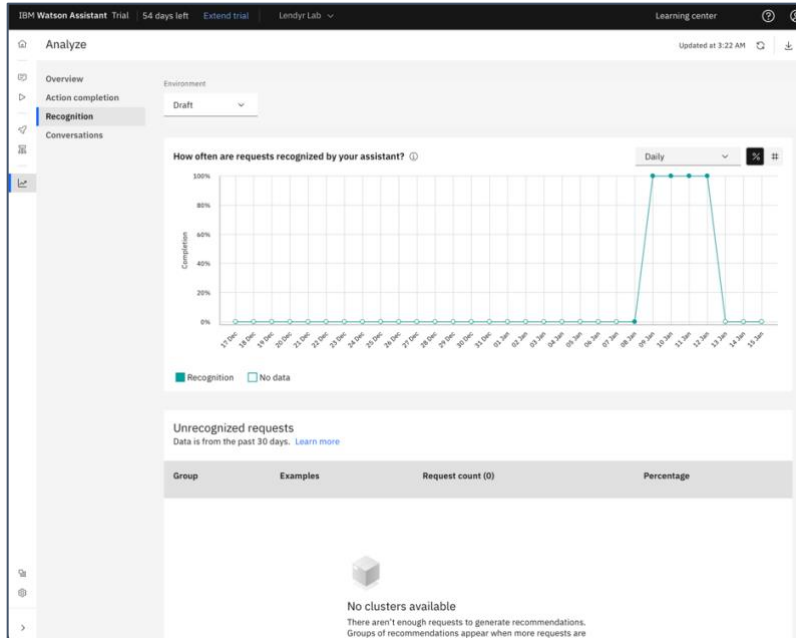 IBM Watson Assistant Trial 54 days left Extend trial Lendyr Lab Learning center
Analyze Updated at 3:22 AM
Overview
Action completion
Recognition
Conversations
Environment
Draft
How often are requests recognized by your assistant? Daily % #
Completion
100%
80%
60%
40%
20%
0%
17 Dec 18 Dec 19 Dec 20 Dec 21 Dec 22 Dec 23 Dec 24 Dec 25 Dec 26 Dec 27 Dec 28 Dec 29 Dec 30 Dec 31 Dec 01 Jan 02 Jan 03 Jan 04 Jan 05 Jan 06 Jan 07 Jan 08 Jan 09 Jan 10 Jan 11 Jan 12 Jan 13 Jan 14 Jan 15 Jan
Recognition No data
Unrecognized requests
Data is from the past 30 days. Learn more
Group Examples Request count (0) Percentage
No clusters available
There aren't enough requests to generate recommendations.
Groups of recommendations appear when more requests are